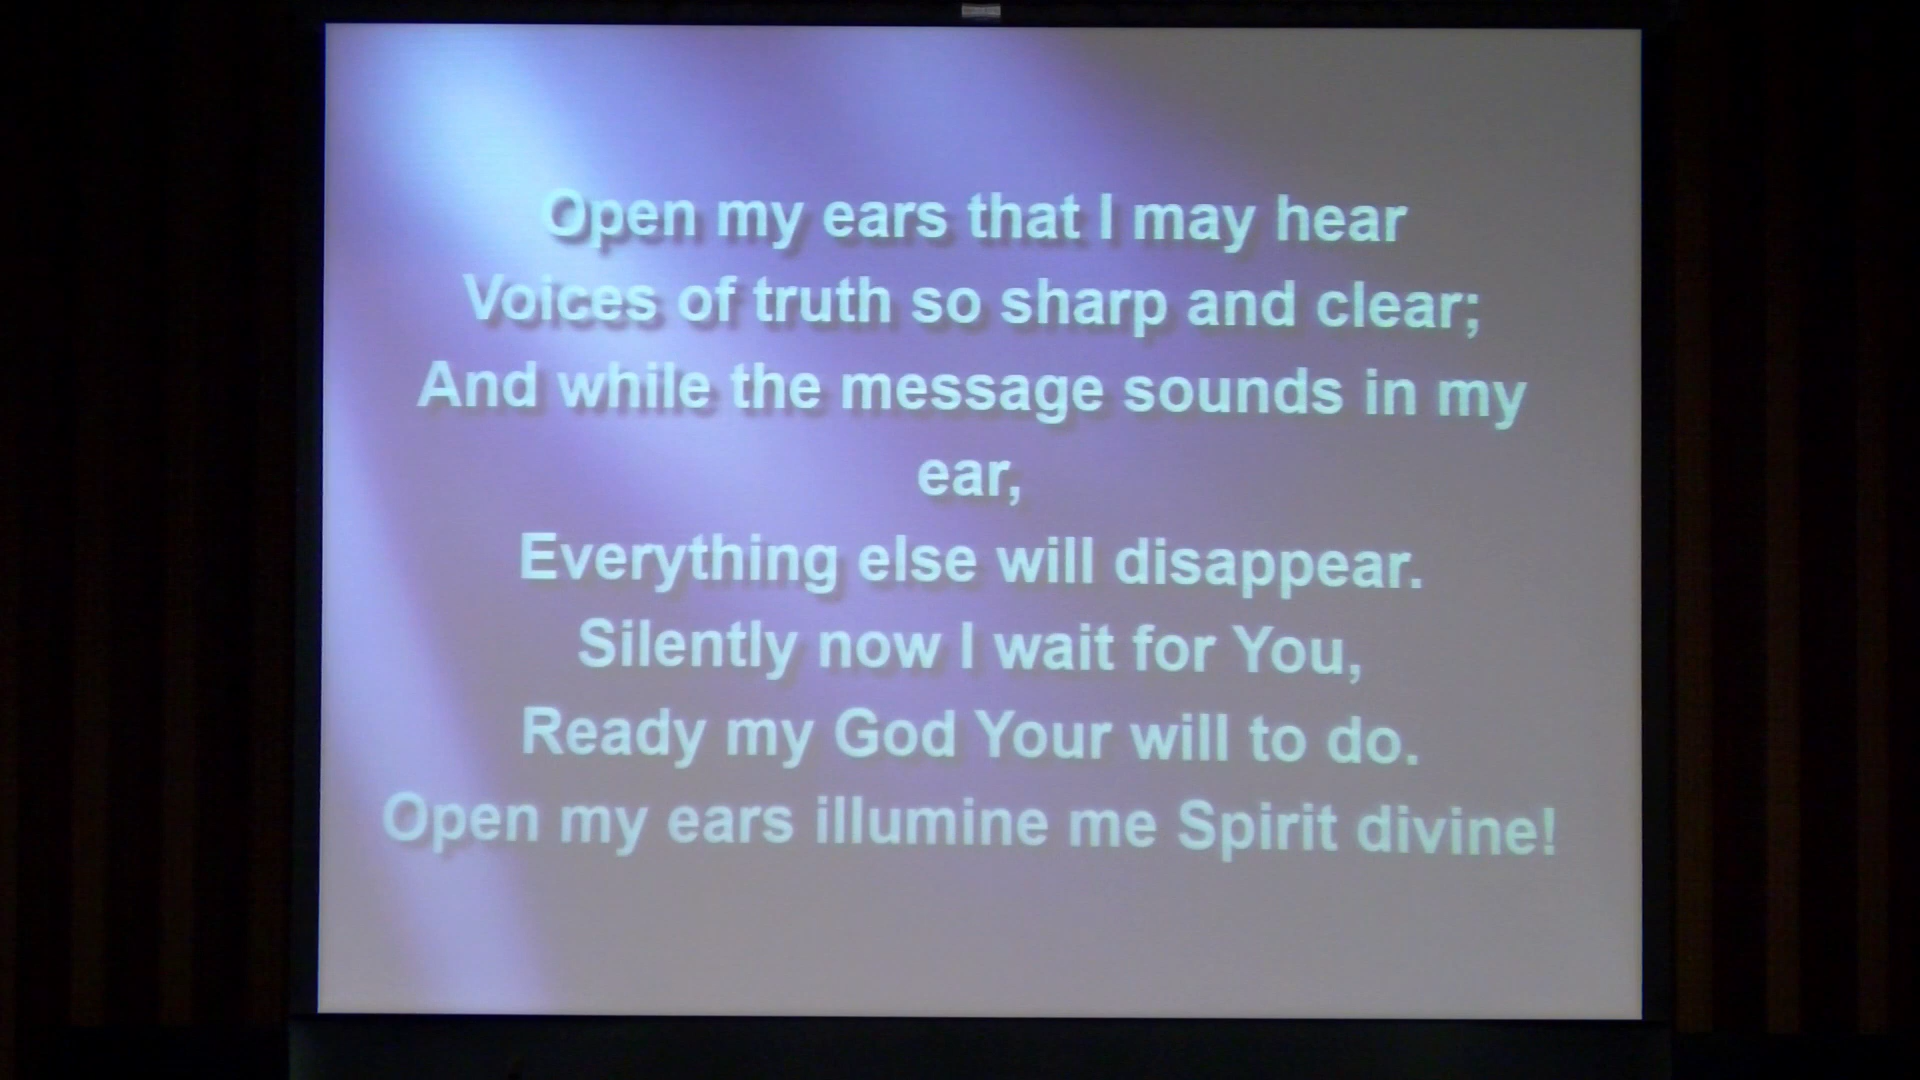 Open my ears that I may hear
Voices of truth so sharp and clear;
And while the message sounds in my
ear,
Everything else will disappear.
Silently now I wait for You,
Ready my God Your will to do.
Open my ears illumine me Spirit divine!